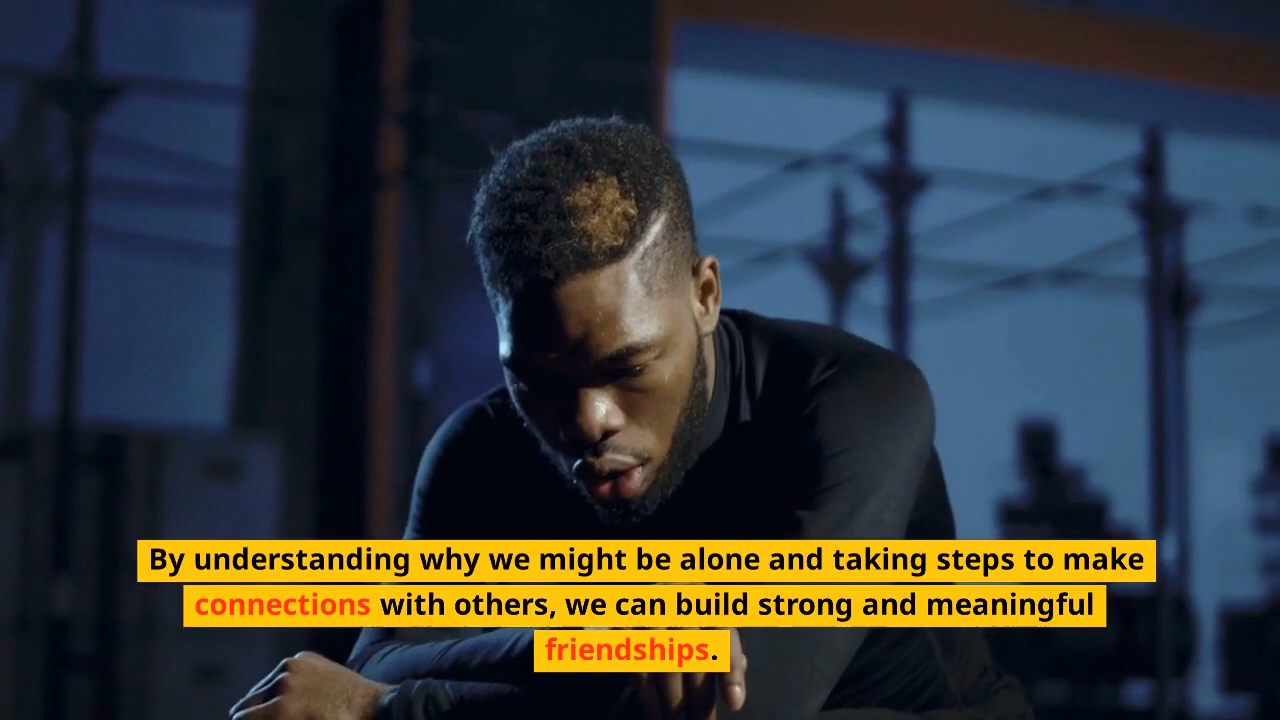 By understanding why we might be alone and taking steps to make
connections with others, we can build strong and meaningful
friendships.